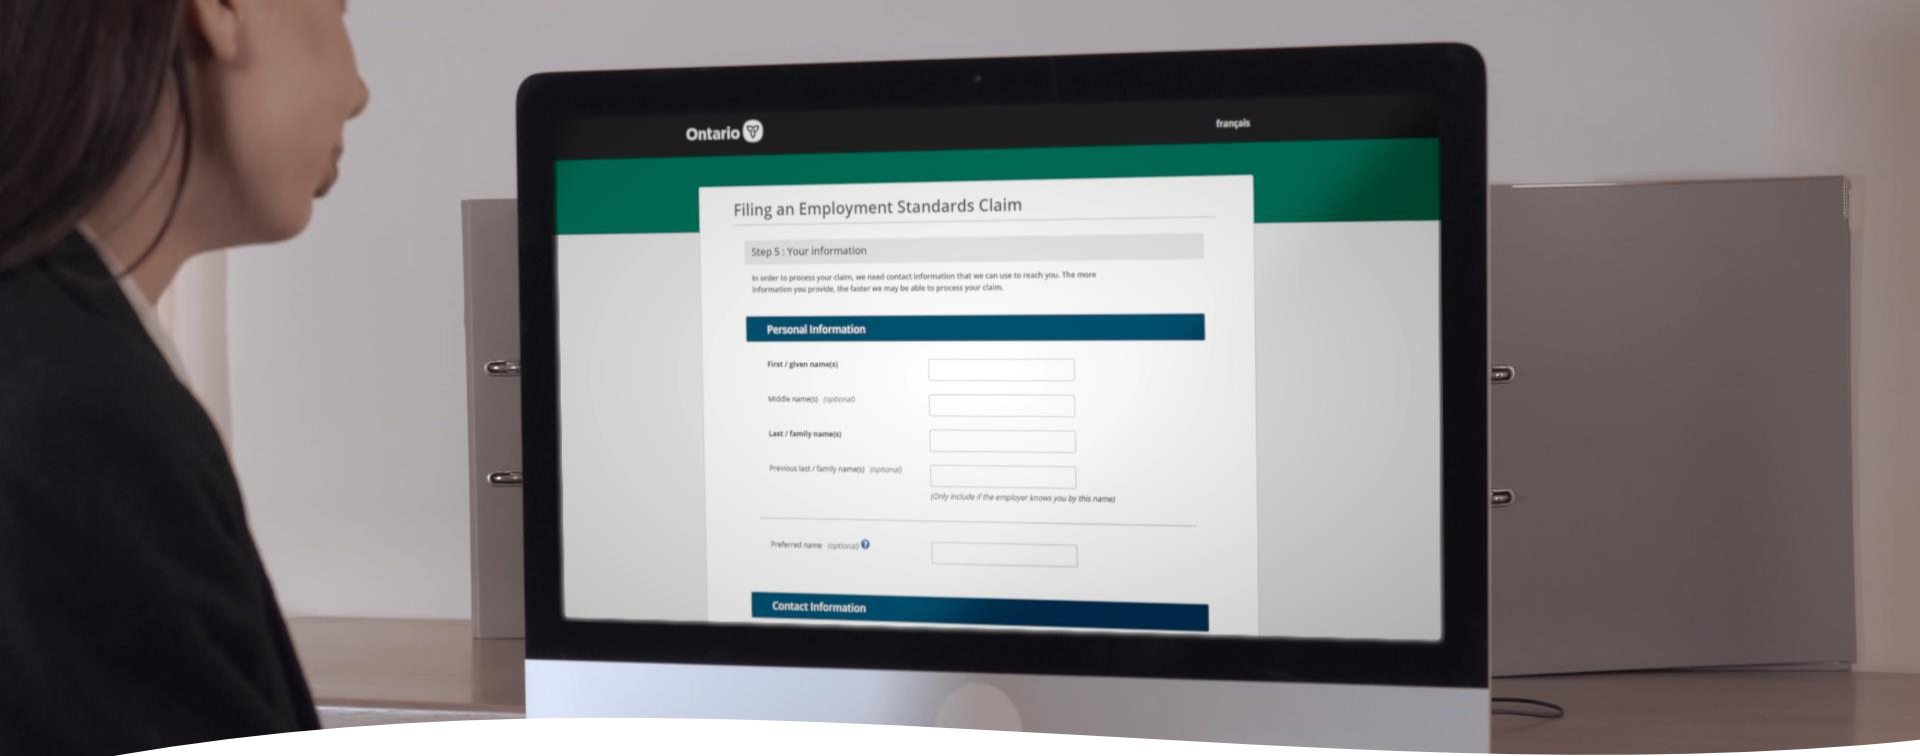 Ontario
français
Filing an Employment Standards Claim
Step 5 : Your information
In order to process your claim, we need contact information that we can use to reach you. The more
information you provide, the faster we may be able to process your claim.
Personal Information
First / given name(s)
Middle name(s) (optional)
Last / family name(s)
Previous last / family name(s) (optional)
(Only include if the employer knows you by this name)
Preferred name (optional) ?
Contact Information